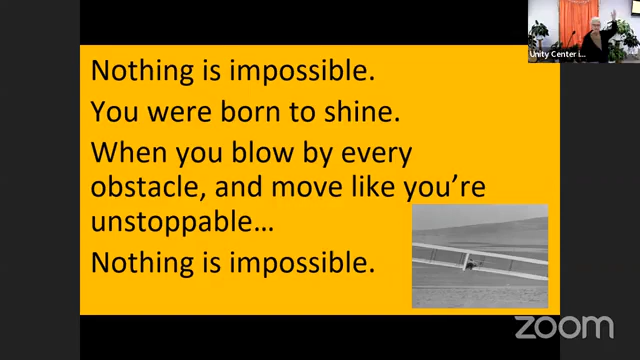 Unity Center i...
Nothing is impossible.
You were born to shine.
When you blow by every
obstacle, and move like you’re
unstoppable…
Nothing is impossible.
zoom